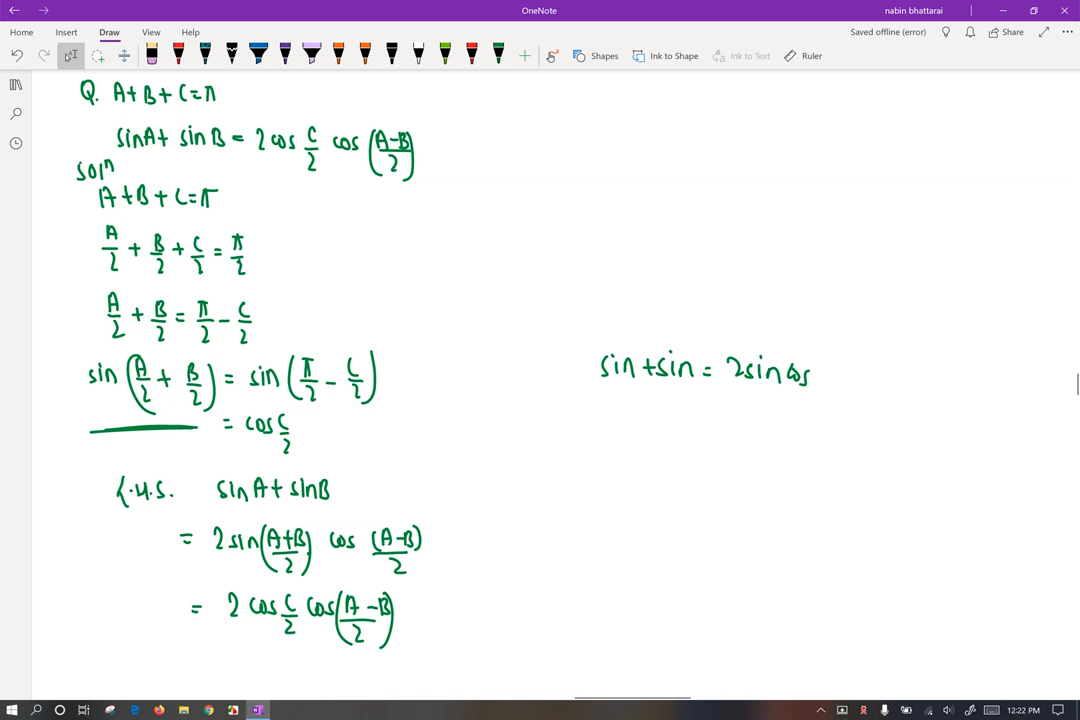 OneNote
nabin bhattarai
Home Insert Draw View Help
Saved offline (error) Share
Shapes Ink to Shape Ink to Text Ruler
Q. A+B+C=π
sinA+ sinB = 2cos C/2 cos (A-B/2)
Solⁿ
A+B+C=π
A/2 + B/2 + C/2 = π/2
A/2 + B/2 = π/2 - C/2
sin (A/2 + B/2) = sin (π/2 - C/2)
sin+sin = 2sin cos
= cos C/2
L.H.S. sinA+sinB
= 2sin(A+B/2) cos (A-B)/2
= 2 cos C/2 cos(A-B/2)
12:22 PM